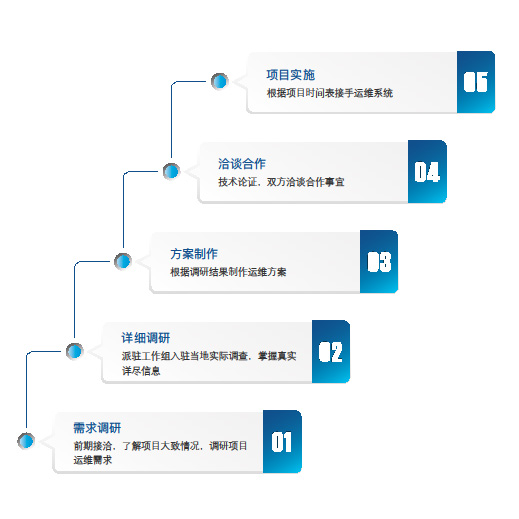 项目实施
根据项目时间表接手运维系统
05
洽谈合作
技术论证，双方洽谈合作事宜
04
方案制作
根据调研结果制作运维方案
03
详细调研
派驻工作组入驻当地实际调查，掌握真实
详尽信息
02
需求调研
前期接洽，了解项目大致情况，调研项目
运维需求
01